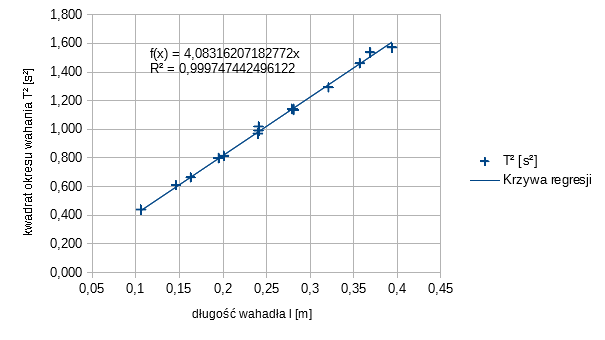 1,800
1,600
1,400
1,200
1,000
0,800
0,600
0,400
0,200
0,000
kwadrat okresu wahania T² [s²]
f(x) = 4,08316207182772x
R² = 0,999747442496122
0,05 0,1 0,15 0,2 0,25 0,3 0,35 0,4 0,45
długość wahadła l [m]
T² [s²]
Krzywa regresji